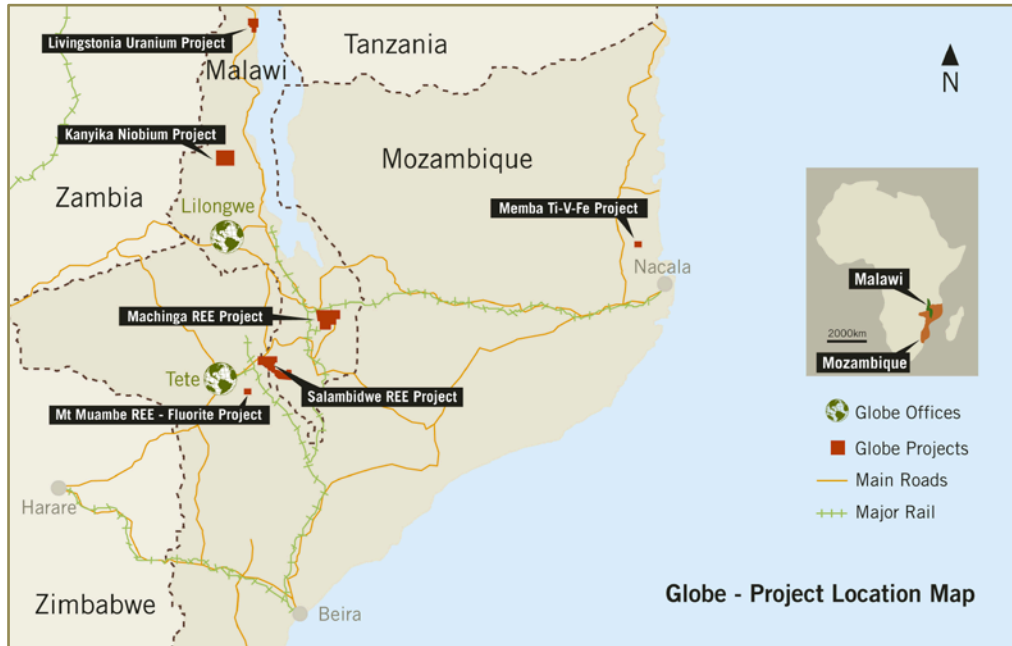 Livingstonia Uranium Project
Tanzania
Malawi
N
Kanyika Niobium Project
Mozambique
Zambia
Lilongwe
Memba Ti-V-Fe Project
Nacala
Malawi
Machinga REE Project
2000km
Mozambique
Tete
Salambidwe REE Project
Mt Muambe REE - Fluorite Project
Globe Offices
Globe Projects
Main Roads
Major Rail
Harare
Zimbabwe
Beira
Globe - Project Location Map